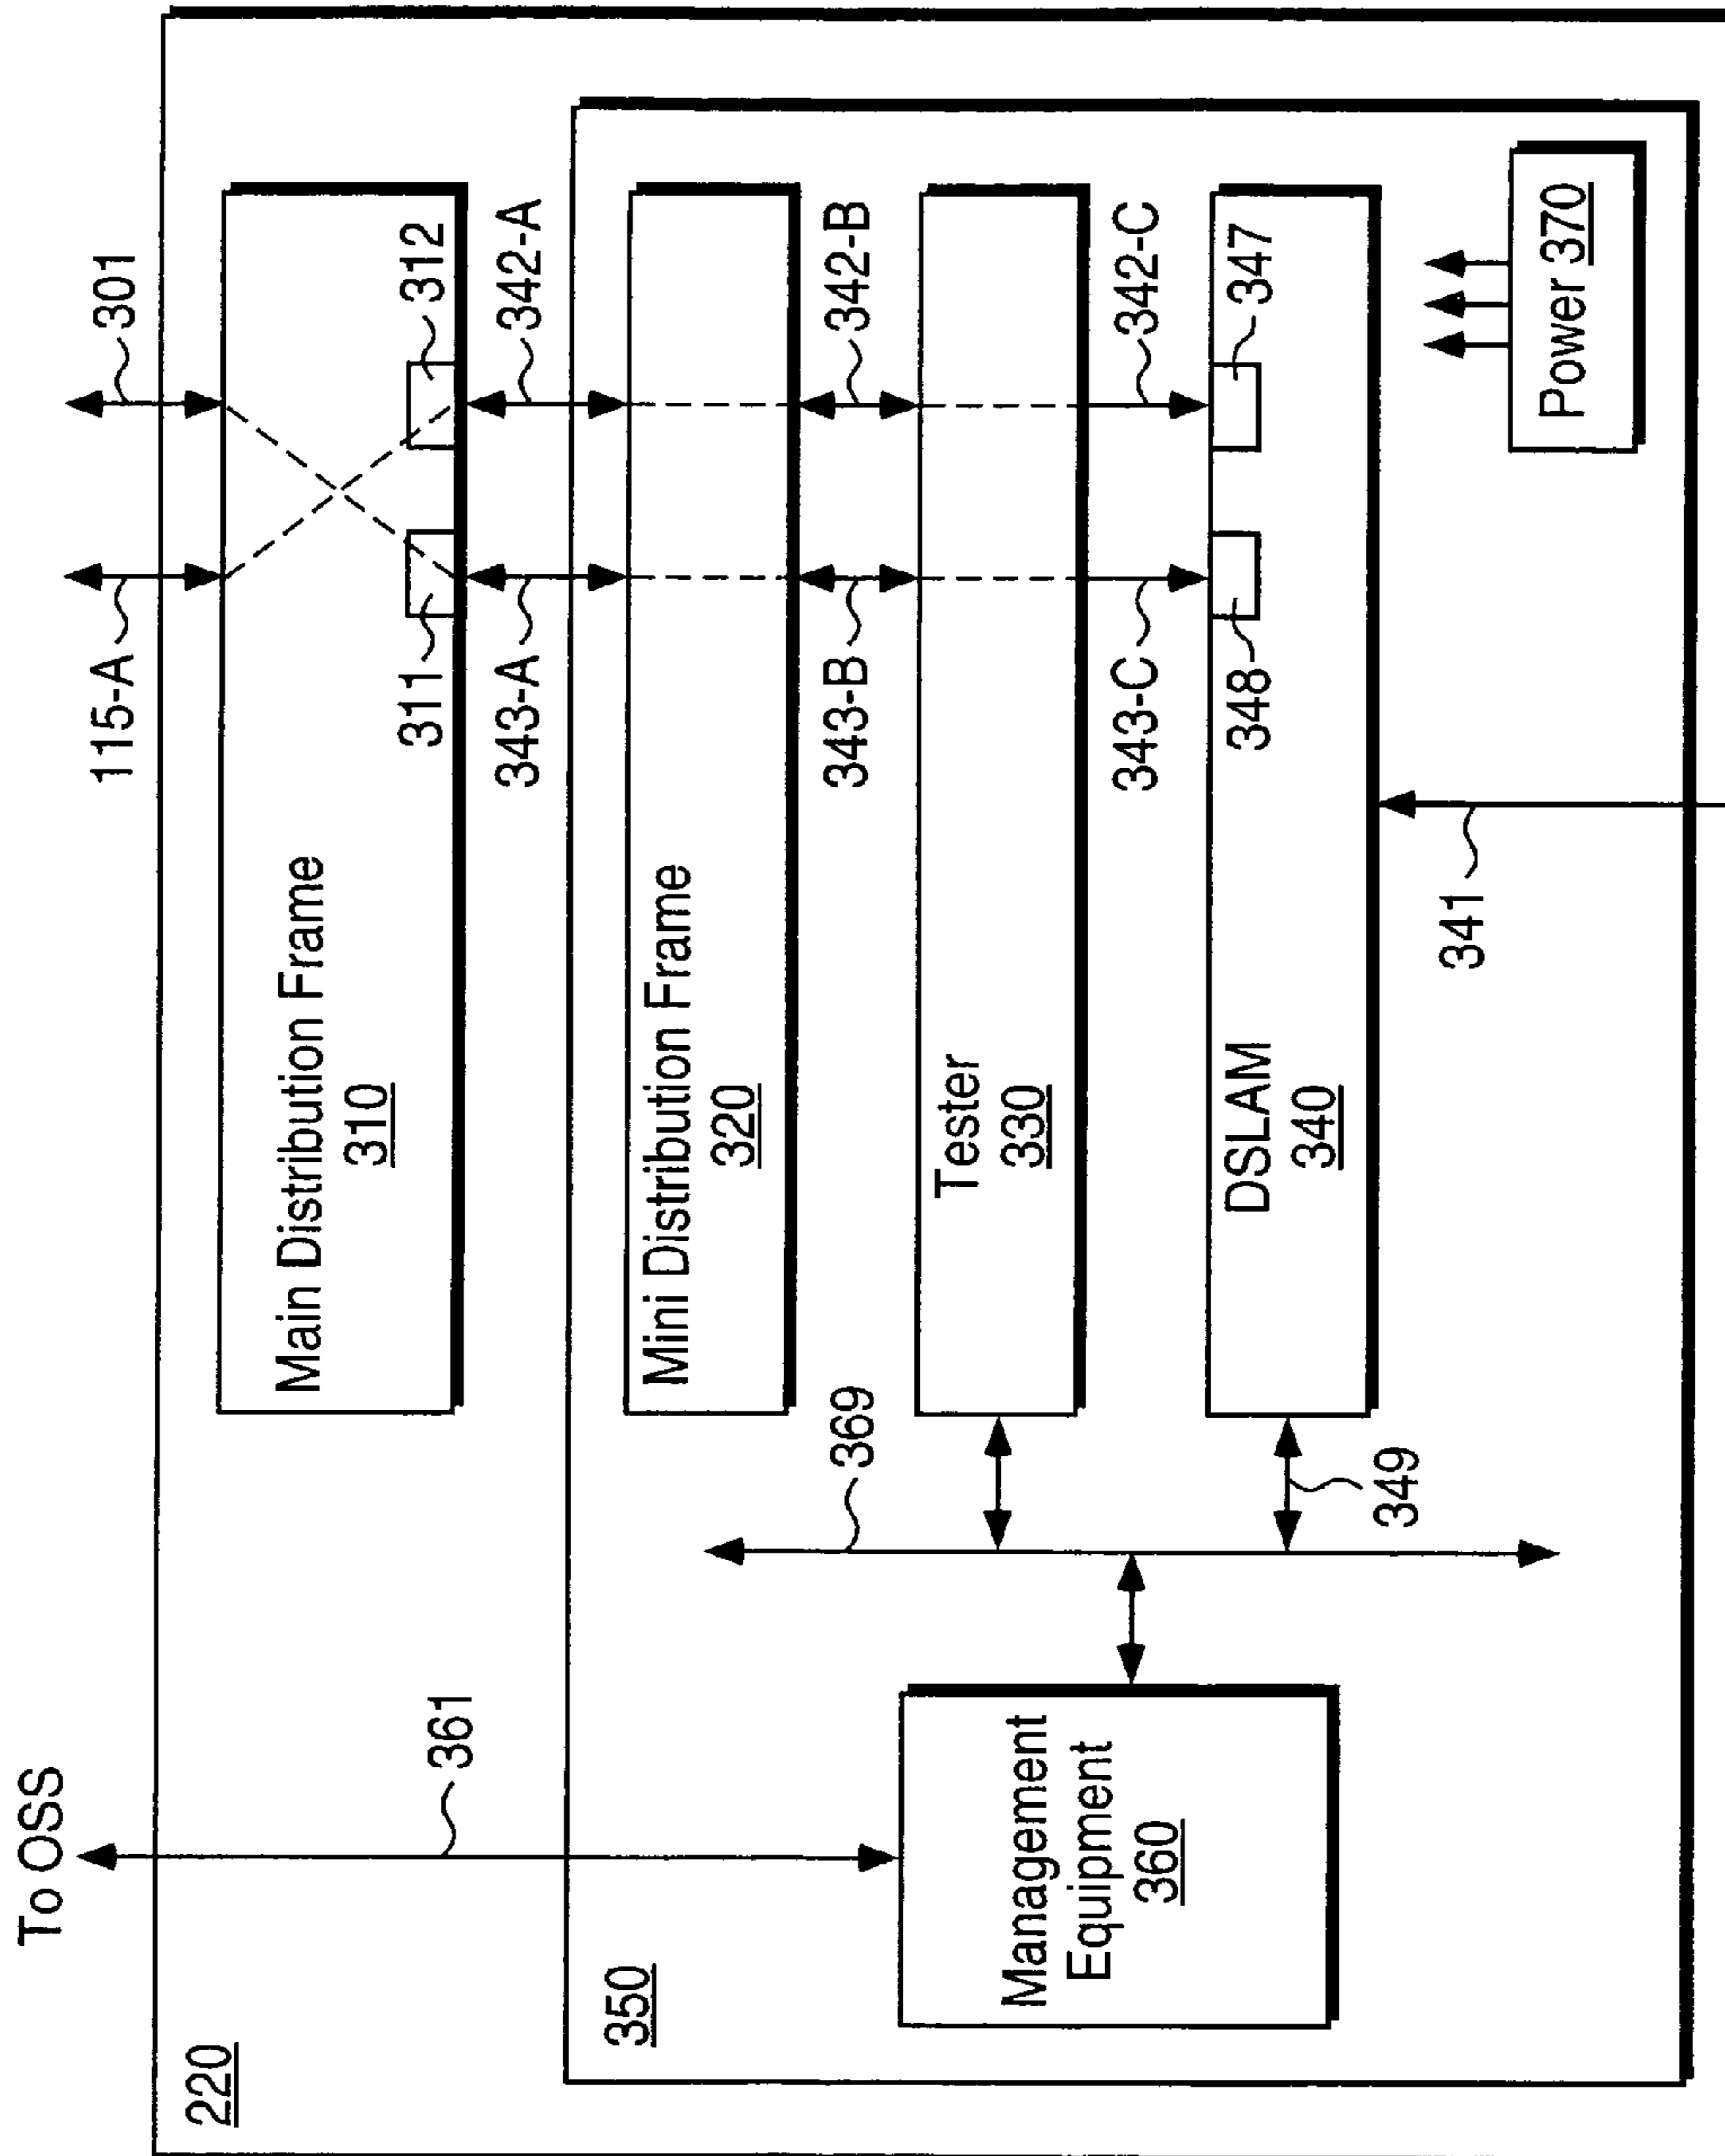 To OSS
220
361
115-A
301
Main Distribution Frame
310
311
312
343-A
342-A
350
Mini Distribution Frame
320
369
343-B
342-B
Tester
330
Management
Equipment
360
343-C
342-C
DSLAM
340
348
347
349
341
Power 370